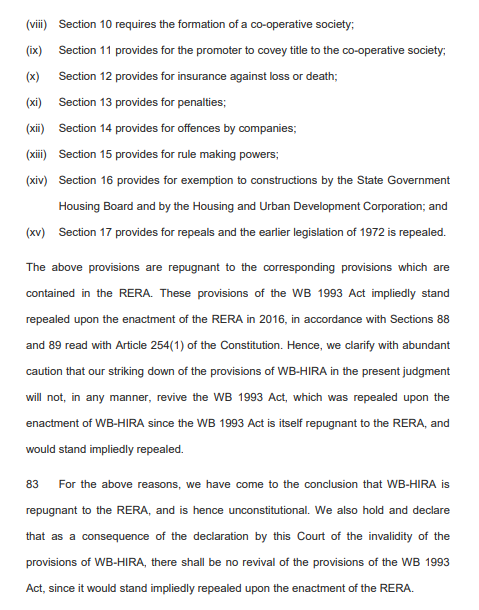 (viii) Section 10 requires the formation of a co-operative society;
(ix) Section 11 provides for the promoter to covey title to the co-operative society;
(x) Section 12 provides for insurance against loss or death;
(xi) Section 13 provides for penalties;
(xii) Section 14 provides for offences by companies;
(xiii) Section 15 provides for rule making powers;
(xiv) Section 16 provides for exemption to constructions by the State Government
Housing Board and by the Housing and Urban Development Corporation; and
(xv) Section 17 provides for repeals and the earlier legislation of 1972 is repealed.
The above provisions are repugnant to the corresponding provisions which are
contained in the RERA. These provisions of the WB 1993 Act impliedly stand
repealed upon the enactment of the RERA in 2016, in accordance with Sections 88
and 89 read with Article 254(1) of the Constitution. Hence, we clarify with abundant
caution that our striking down of the provisions of WB-HIRA in the present judgment
will not, in any manner, revive the WB 1993 Act, which was repealed upon the
enactment of WB-HIRA since the WB 1993 Act is itself repugnant to the RERA, and
would stand impliedly repealed.
83 For the above reasons, we have come to the conclusion that WB-HIRA is
repugnant to the RERA, and is hence unconstitutional. We also hold and declare
that as a consequence of the declaration by this Court of the invalidity of the
provisions of WB-HIRA, there shall be no revival of the provisions of the WB 1993
Act, since it would stand impliedly repealed upon the enactment of the RERA.